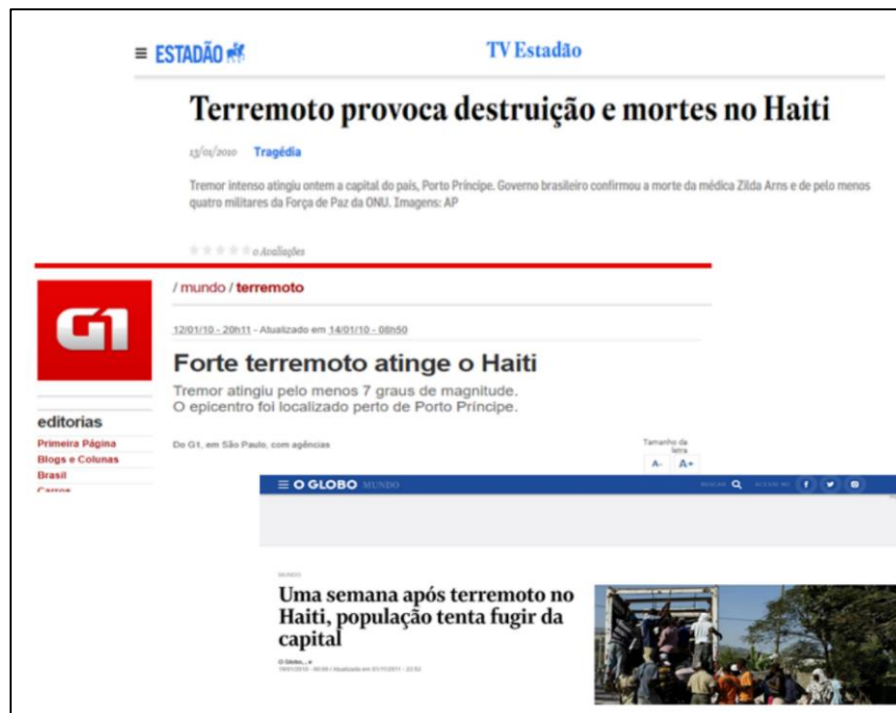 ESTADÃO
TV Estadão
Terremoto provoca destruição e mortes no Haiti
13/01/2010 Tragédia
Tremor intenso atingiu ontem a capital do país, Porto Príncipe. Governo brasileiro confirmou a morte da médica Zilda Arns e de pelo menos
quatro militares da Força de Paz da ONU. Imagens: AP
0 Avaliações
G1
/ mundo / terremoto
12/01/10 - 20h11 - Atualizado em 14/01/10 - 08h50
Forte terremoto atinge o Haiti
Tremor atingiu pelo menos 7 graus de magnitude.
O epicentro foi localizado perto de Porto Príncipe.
editorias
Primeira Página
Blogs e Colunas
Brasil
Carros
Do G1, em São Paulo, com agências
Tamanho da
letra
A- A+
O GLOBO MUNDO
BUSCAR
MUNDO
Uma semana após terremoto no
Haiti, população tenta fugir da
capital
O Globo